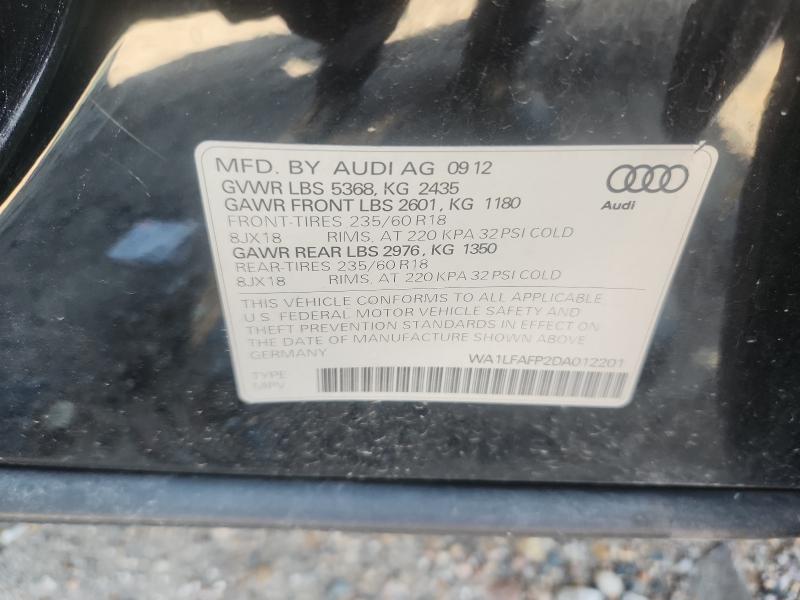 MFD. BY AUDI AG 09 12
GVWR LBS 5368, KG 2435
GAWR FRONT LBS 2601, KG 1180
FRONT-TIRES 235/60 R18
8JX18 RIMS, AT 220 KPA 32 PSI COLD
GAWR REAR LBS 2976, KG 1350
REAR-TIRES 235/60 R18
8JX18 RIMS, AT 220 KPA 32 PSI COLD
Audi
THIS VEHICLE CONFORMS TO ALL APPLICABLE
U.S. FEDERAL MOTOR VEHICLE SAFETY AND
THEFT PREVENTION STANDARDS IN EFFECT ON
THE DATE OF MANUFACTURE SHOWN ABOVE.
GERMANY WA1LFAFP2DA012201
TYPE
MPV